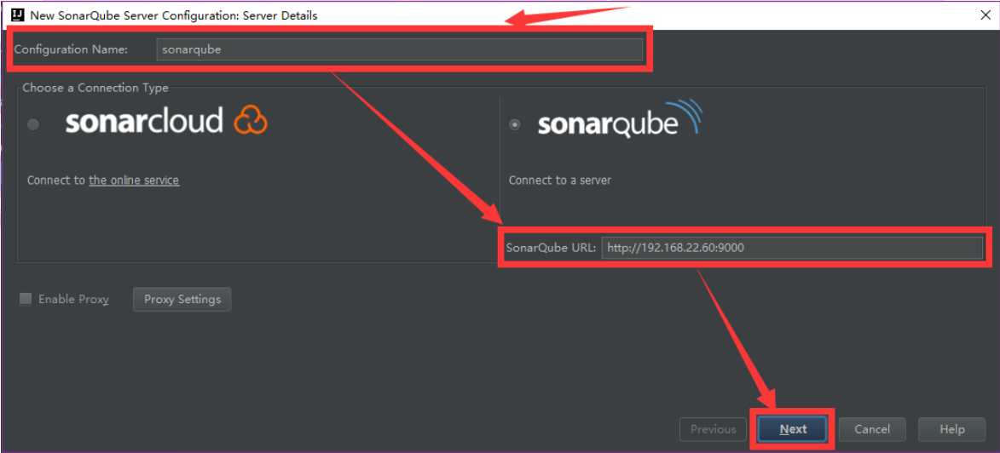 IJ
New SonarQube Server Configuration: Server Details
Configuration Name: sonarqube
Choose a Connection Type
sonarcloud
sonarqube
Connect to the online service
Connect to a server
SonarQube URL: http://192.168.22.60:9000
Enable Proxy
Proxy Settings
Previous
Next
Cancel
Help